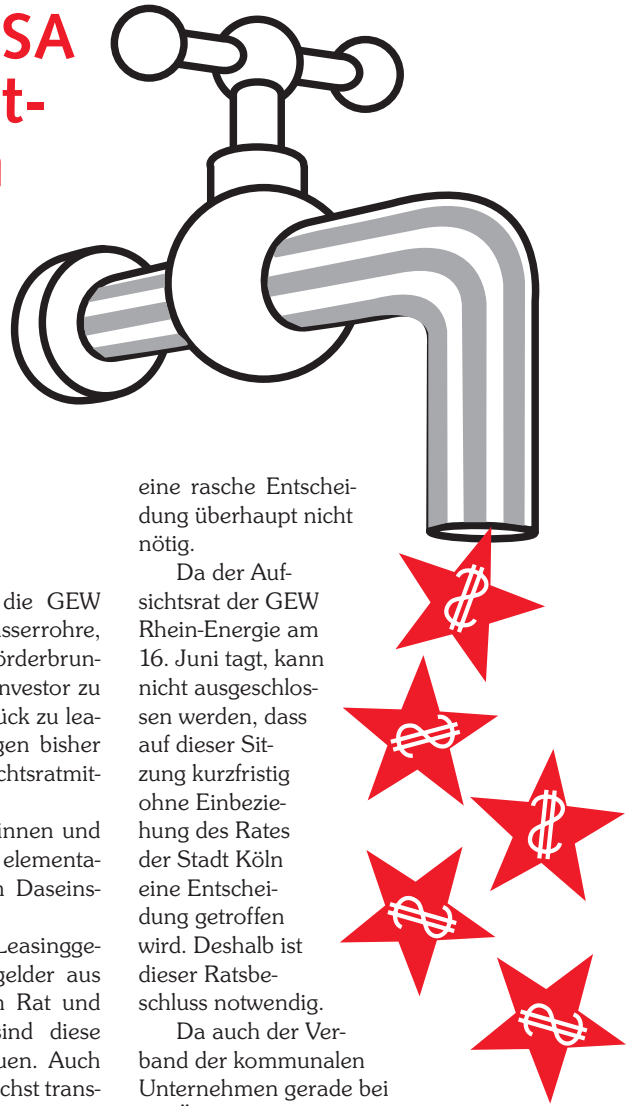 SA
t-
die GEW
sserrohre,
örderbrun-
nvestor zu
ück zu lea-
gen bisher
chtsratmit-
innen und
elementa-
n Daseins-
Leasingge-
gelder aus
n Rat und
sind diese
uen. Auch
chst trans-
eine rasche Entschei-
dung überhaupt nicht
nötig.
Da der Auf-
sichtsrat der GEW
Rhein-Energie am
16. Juni tagt, kann
nicht ausgeschlos-
sen werden, dass
auf dieser Sit-
zung kurzfristig
ohne Einbezie-
hung des Rates
der Stadt Köln
eine Entschei-
dung getroffen
wird. Deshalb ist
dieser Ratsbe-
schluss notwendig.
Da auch der Ver-
band der kommunalen
Unternehmen gerade bei
$
$
$
$
$